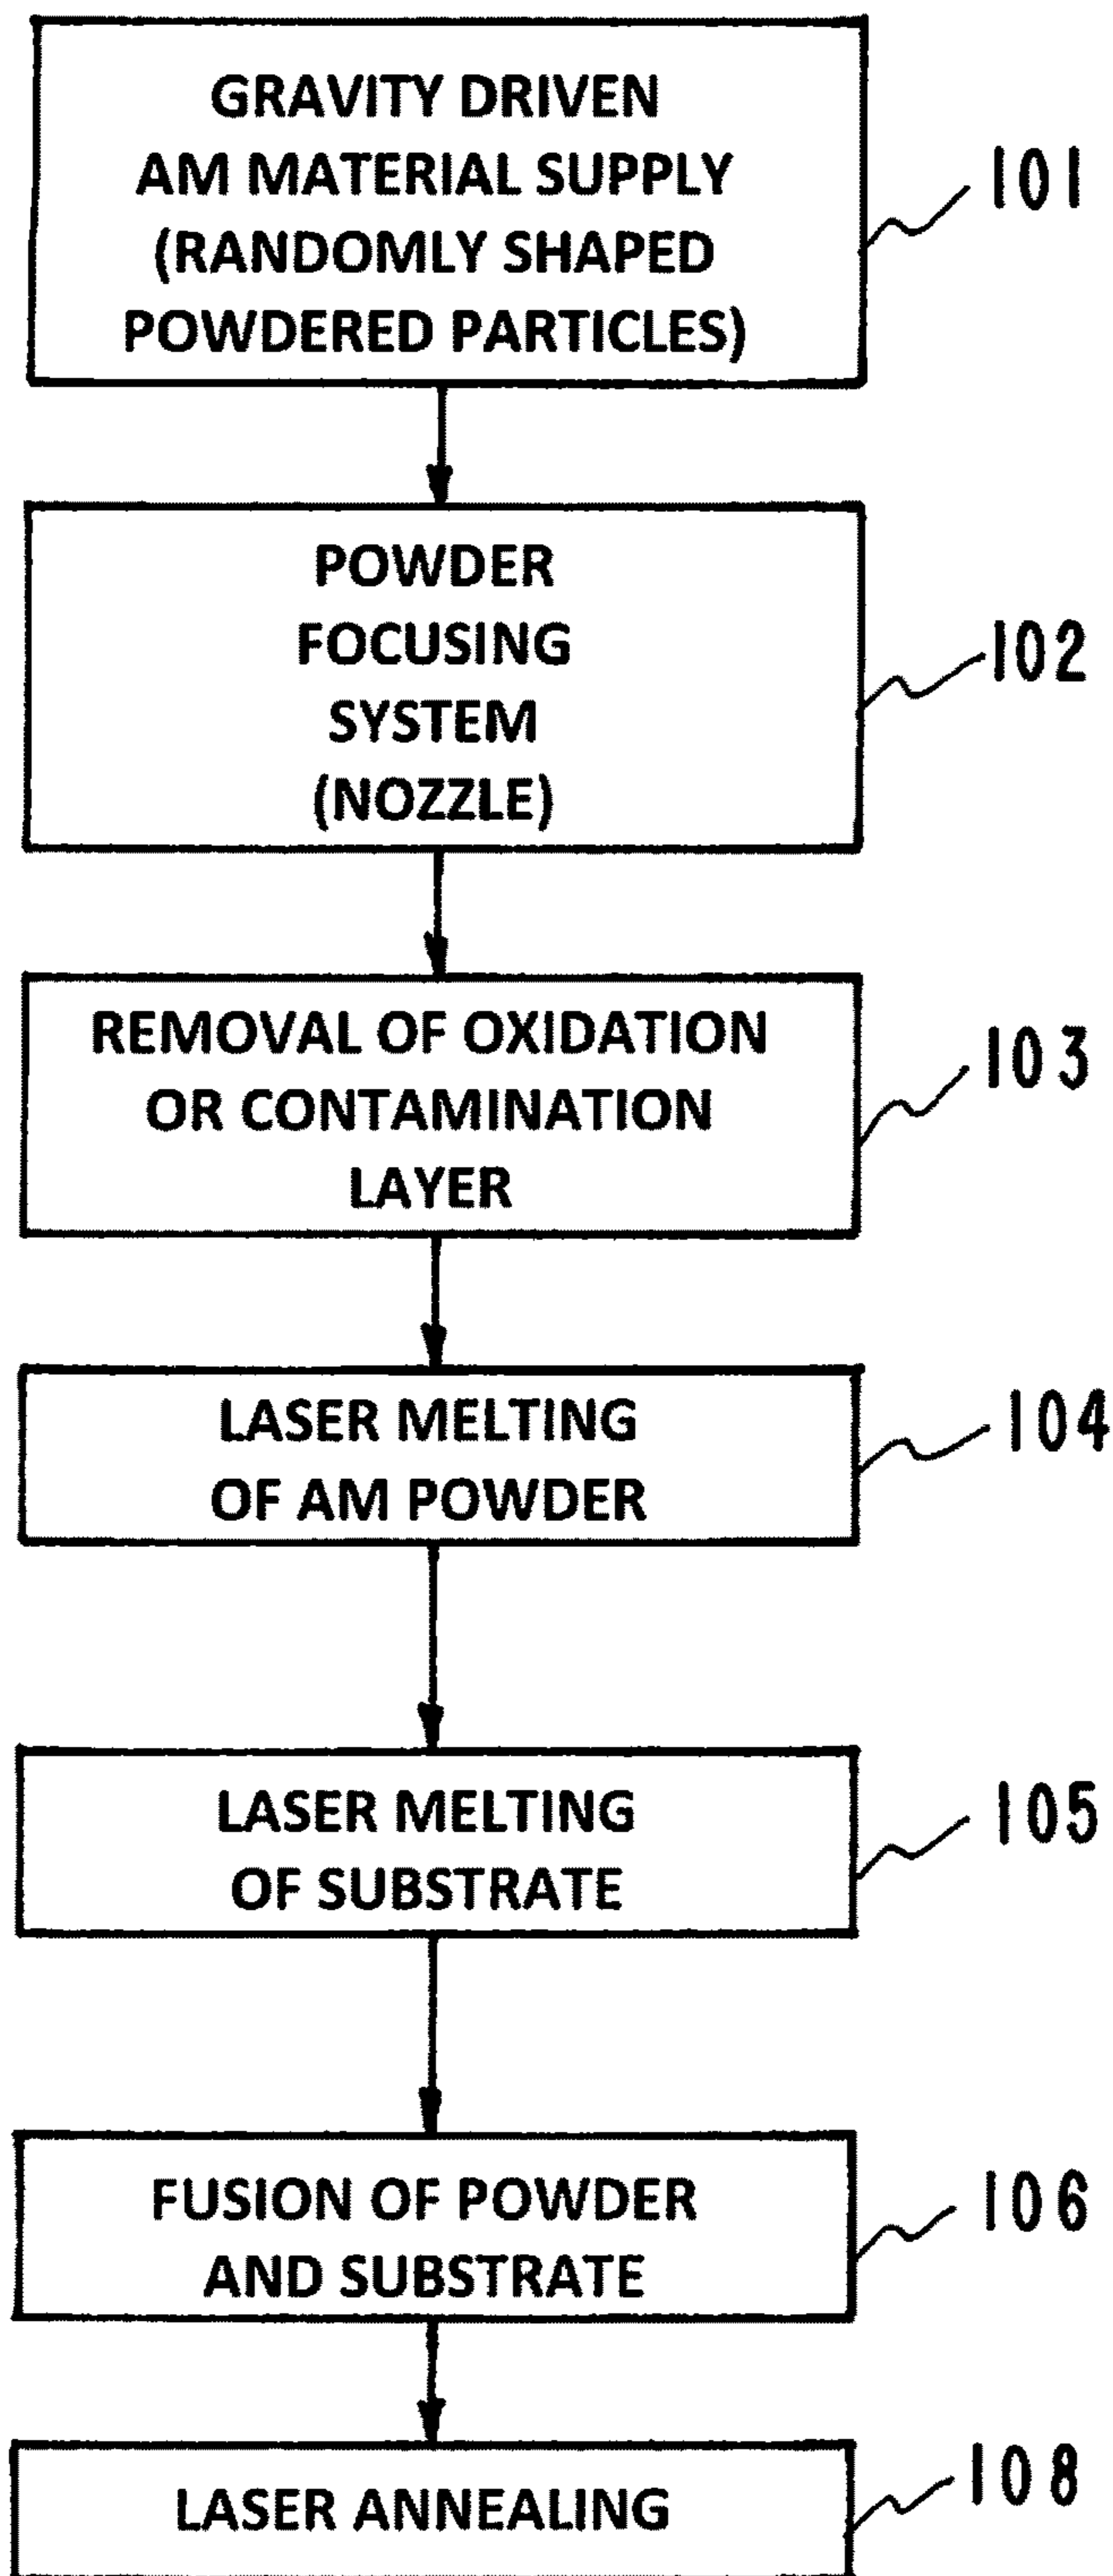 GRAVITY DRIVEN
AM MATERIAL SUPPLY
(RANDOMLY SHAPED
POWDERED PARTICLES)
101
POWDER
FOCUSING
SYSTEM
(NOZZLE)
102
REMOVAL OF OXIDATION
OR CONTAMINATION
LAYER
103
LASER MELTING
OF AM POWDER
104
LASER MELTING
OF SUBSTRATE
105
FUSION OF POWDER
AND SUBSTRATE
106
LASER ANNEALING
108